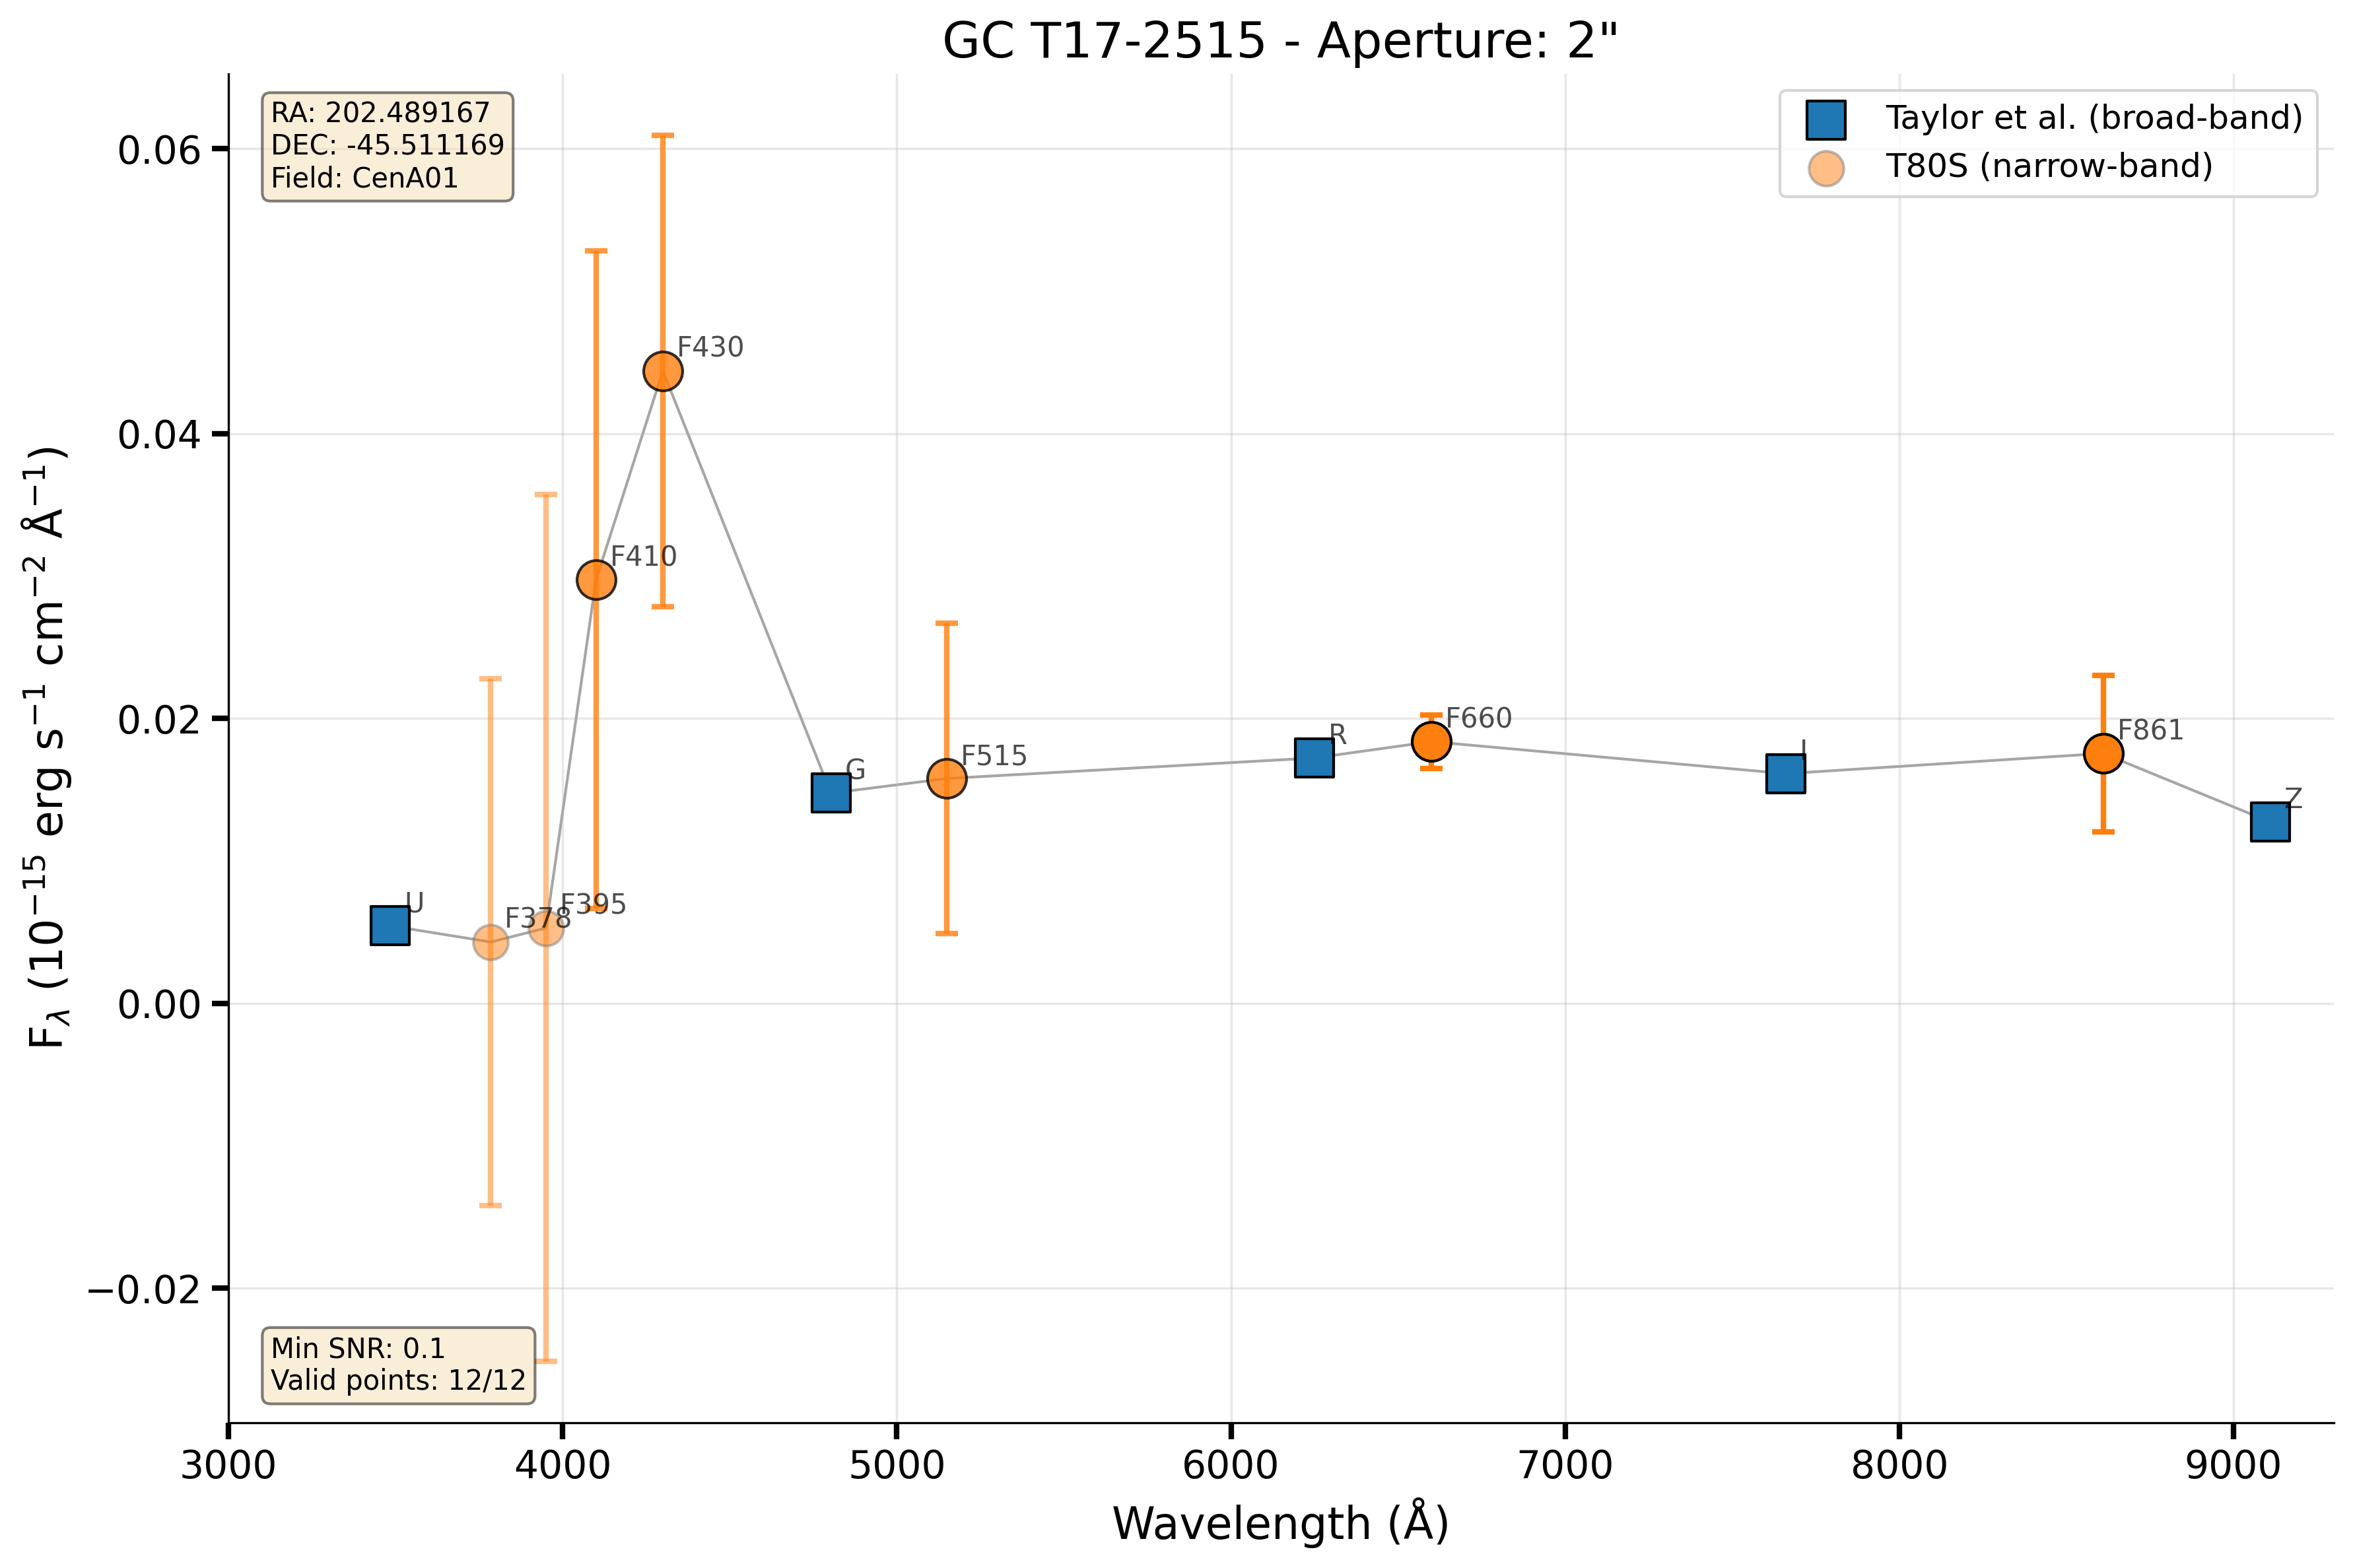 GC T17-2515 - Aperture: 2"
RA: 202.489167
DEC: -45.511169
Field: CenA01
Taylor et al. (broad-band)
T80S (narrow-band)
0.06
0.04
0.02
0.00
−0.02
F430
F410
F395
F378
U
G
F515
R
F660
I
F861
Z
Fλ (10⁻¹⁵ erg s⁻¹ cm⁻² Å⁻¹)
Min SNR: 0.1
Valid points: 12/12
3000 4000 5000 6000 7000 8000 9000
Wavelength (Å)